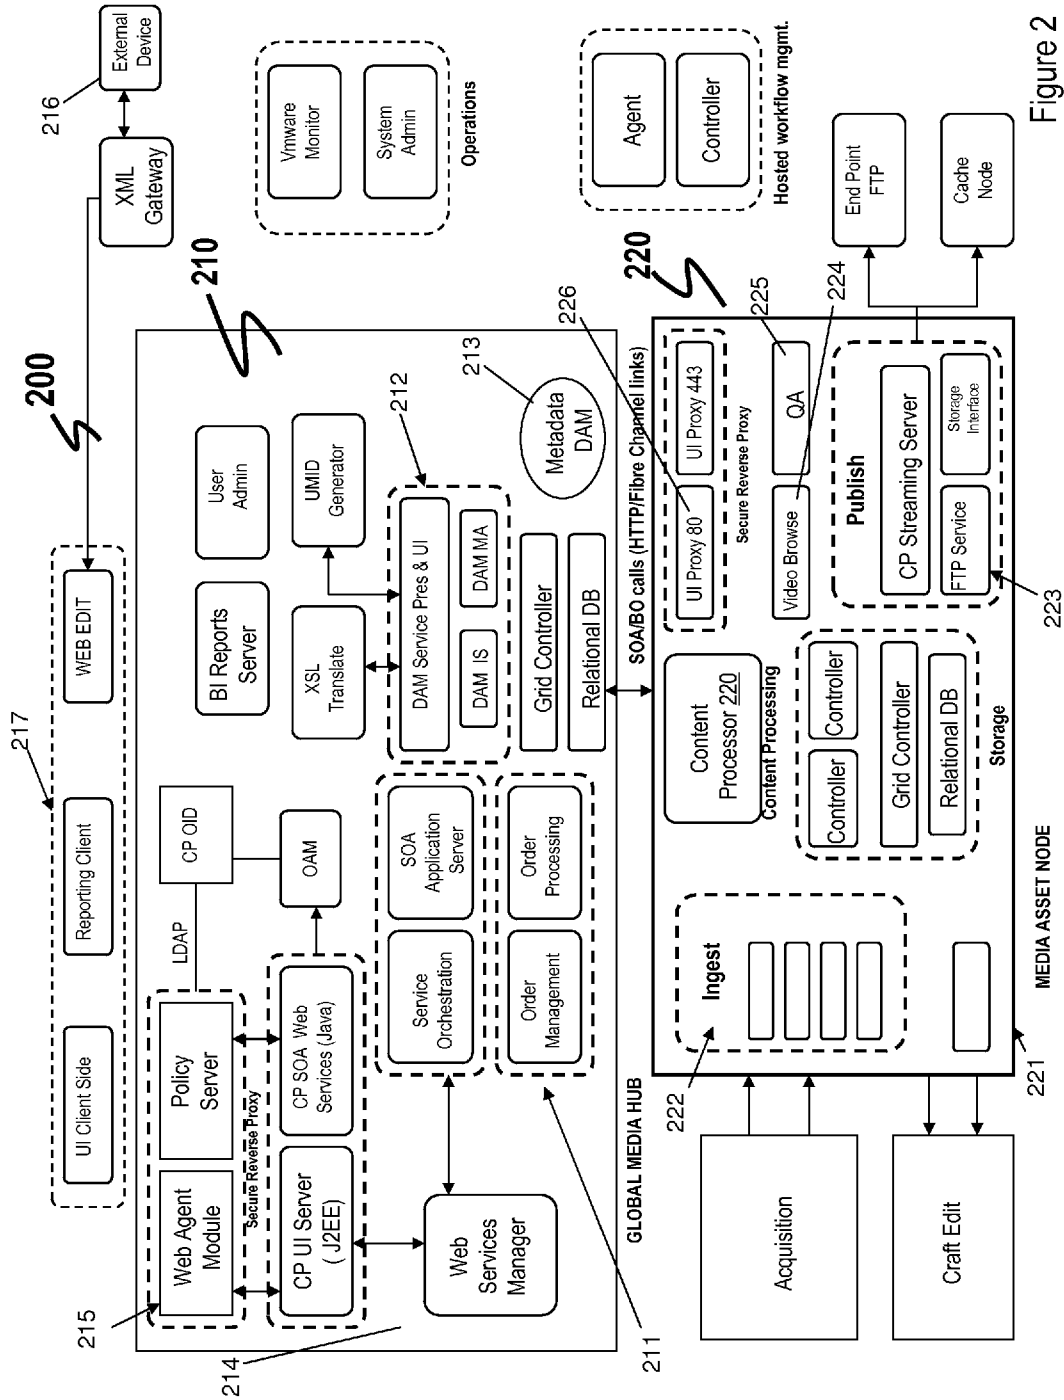 200
217
UI Client Side
Reporting Client
WEB EDIT
XML
Gateway
External
Device
216
215
Web Agent
Module
Policy
Server
Secure Reverse Proxy
LDAP
CP OID
BI Reports
Server
User
Admin
210
CP UI Server
( J2EE)
CP SOA Web
Services (Java)
OAM
XSL
Translate
UMID
Generator
Vmware
Monitor
System
Admin
Operations
214
Web
Services
Manager
Service
Orchestration
SOA
Application
Server
212
DAM Service Pres & UI
DAM IS
DAM MA
213
Metadata
DAM
Order
Management
Order
Processing
Grid Controller
Relational DB
211
GLOBAL MEDIA HUB
SOA/BO calls (HTTP/Fibre Channel links)
226
220
Agent
Controller
Hosted workflow mgmt.
Acquisition
222
Ingest
Content
Processor 220
Content Processing
UI Proxy 80
UI Proxy 443
Secure Reverse Proxy
225
224
Video Browse
QA
Controller
Controller
Grid Controller
Relational DB
Storage
Publish
CP Streaming Server
FTP Service
Storage
Interface
223
End Point
FTP
Cache
Node
Craft Edit
221
MEDIA ASSET NODE
Figure 2